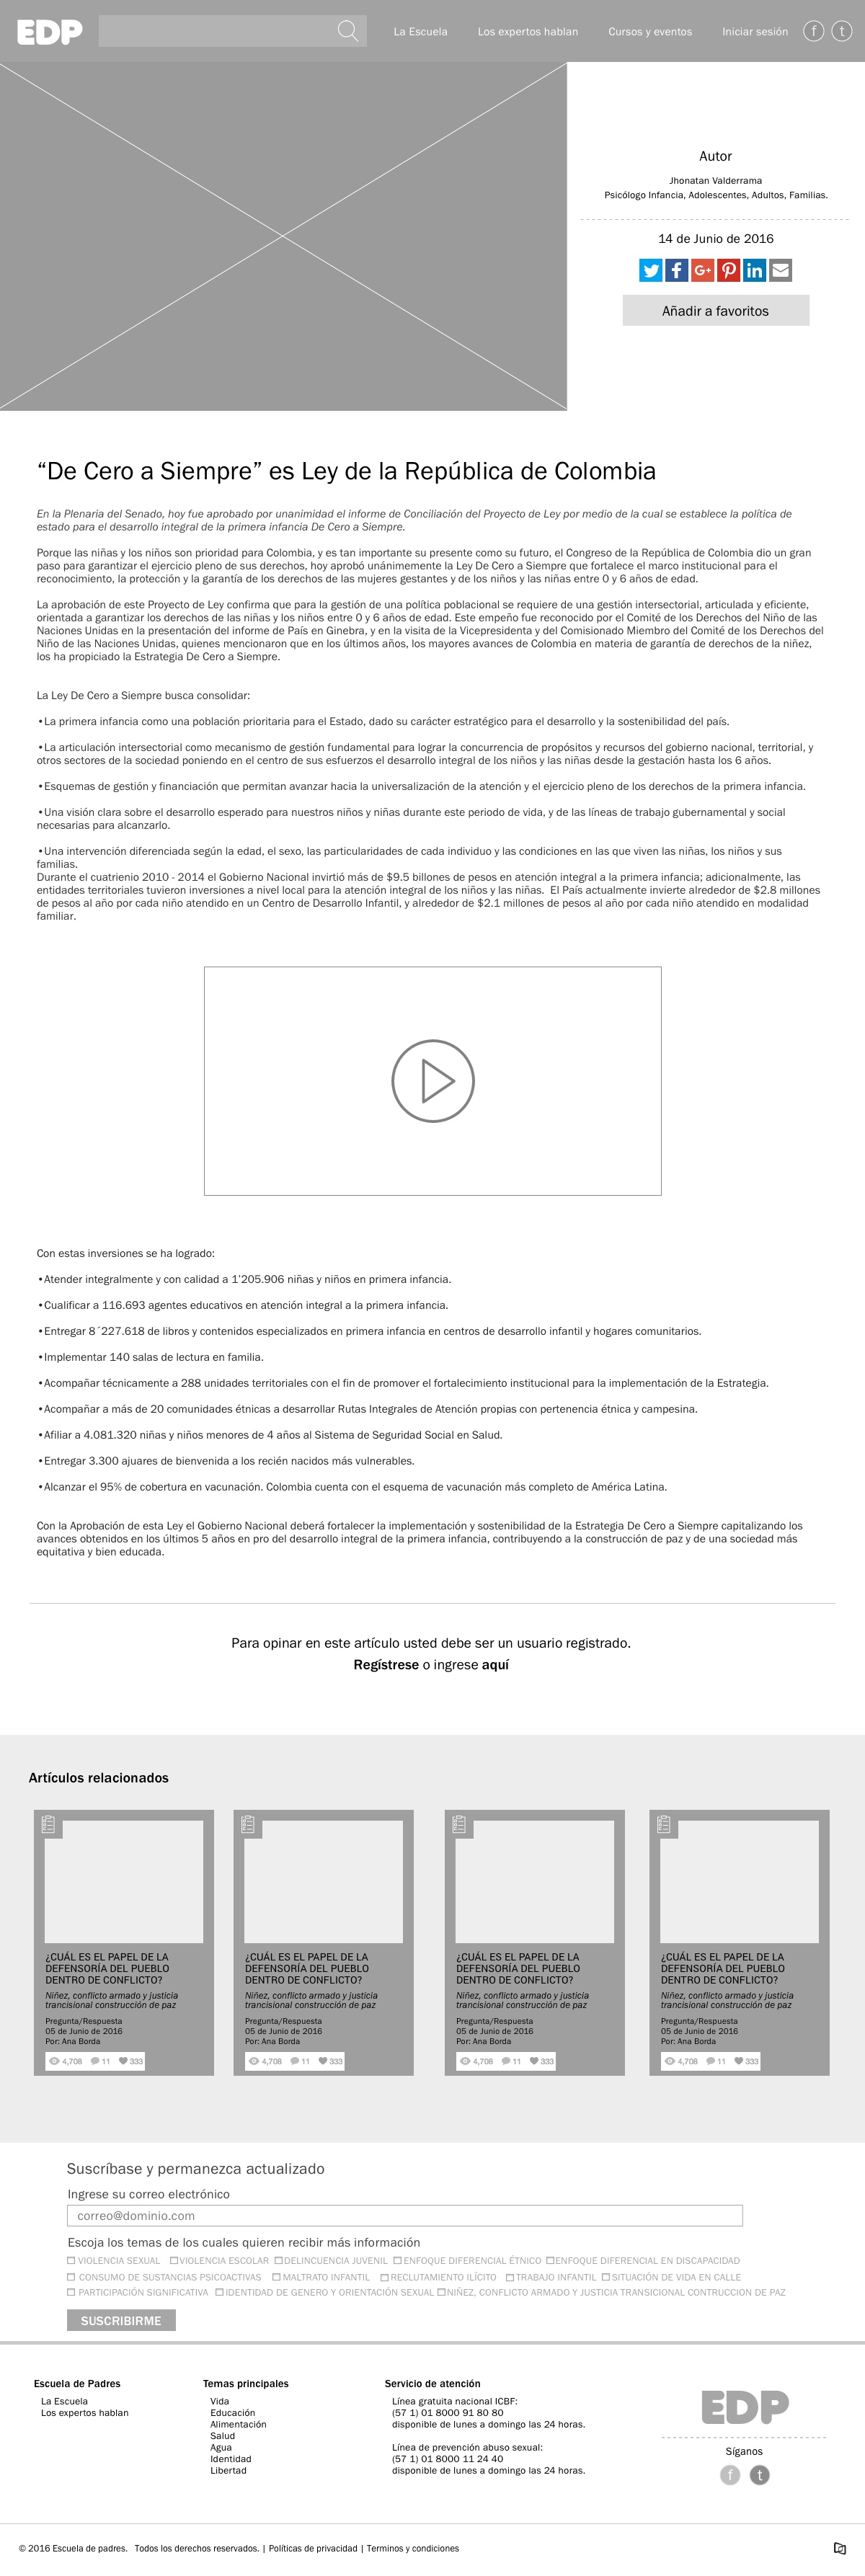 EDP
La Escuela Los expertos hablan Cursos y eventos Iniciar sesión f t
Autor
Jhonatan Valderrama
Psicólogo Infancia, Adolescentes, Adultos, Familias.
14 de Junio de 2016
Añadir a favoritos
“De Cero a Siempre” es Ley de la República de Colombia
En la Plenaria del Senado, hoy fue aprobado por unanimidad el informe de Conciliación del Proyecto de Ley por medio de la cual se establece la política de
estado para el desarrollo integral de la primera infancia De Cero a Siempre.
Porque las niñas y los niños son prioridad para Colombia, y es tan importante su presente como su futuro, el Congreso de la República de Colombia dio un gran
paso para garantizar el ejercicio pleno de sus derechos, hoy aprobó unánimemente la Ley De Cero a Siempre que fortalece el marco institucional para el
reconocimiento, la protección y la garantía de los derechos de las mujeres gestantes y de los niños y las niñas entre 0 y 6 años de edad.
La aprobación de este Proyecto de Ley confirma que para la gestión de una política poblacional se requiere de una gestión intersectorial, articulada y eficiente,
orientada a garantizar los derechos de las niñas y los niños entre 0 y 6 años de edad. Este empeño fue reconocido por el Comité de los Derechos del Niño de las
Naciones Unidas en la presentación del informe de País en Ginebra, y en la visita de la Vicepresidenta y del Comisionado Miembro del Comité de los Derechos del
Niño de las Naciones Unidas, quienes mencionaron que en los últimos años, los mayores avances de Colombia en materia de garantía de derechos de la niñez,
los ha propiciado la Estrategia De Cero a Siempre.
La Ley De Cero a Siempre busca consolidar:
•La primera infancia como una población prioritaria para el Estado, dado su carácter estratégico para el desarrollo y la sostenibilidad del país.
•La articulación intersectorial como mecanismo de gestión fundamental para lograr la concurrencia de propósitos y recursos del gobierno nacional, territorial, y
otros sectores de la sociedad poniendo en el centro de sus esfuerzos el desarrollo integral de los niños y las niñas desde la gestación hasta los 6 años.
•Esquemas de gestión y financiación que permitan avanzar hacia la universalización de la atención y el ejercicio pleno de los derechos de la primera infancia.
•Una visión clara sobre el desarrollo esperado para nuestros niños y niñas durante este periodo de vida, y de las líneas de trabajo gubernamental y social
necesarias para alcanzarlo.
•Una intervención diferenciada según la edad, el sexo, las particularidades de cada individuo y las condiciones en las que viven las niñas, los niños y sus
familias.
Durante el cuatrienio 2010 - 2014 el Gobierno Nacional invirtió más de $9.5 billones de pesos en atención integral a la primera infancia; adicionalmente, las
entidades territoriales tuvieron inversiones a nivel local para la atención integral de los niños y las niñas. El País actualmente invierte alrededor de $2.8 millones
de pesos al año por cada niño atendido en un Centro de Desarrollo Infantil, y alrededor de $2.1 millones de pesos al año por cada niño atendido en modalidad
familiar.
Con estas inversiones se ha logrado:
•Atender integralmente y con calidad a 1’205.906 niñas y niños en primera infancia.
•Cualificar a 116.693 agentes educativos en atención integral a la primera infancia.
•Entregar 8´227.618 de libros y contenidos especializados en primera infancia en centros de desarrollo infantil y hogares comunitarios.
•Implementar 140 salas de lectura en familia.
•Acompañar técnicamente a 288 unidades territoriales con el fin de promover el fortalecimiento institucional para la implementación de la Estrategia.
•Acompañar a más de 20 comunidades étnicas a desarrollar Rutas Integrales de Atención propias con pertenencia étnica y campesina.
•Afiliar a 4.081.320 niñas y niños menores de 4 años al Sistema de Seguridad Social en Salud.
•Entregar 3.300 ajuares de bienvenida a los recién nacidos más vulnerables.
•Alcanzar el 95% de cobertura en vacunación. Colombia cuenta con el esquema de vacunación más completo de América Latina.
Con la Aprobación de esta Ley el Gobierno Nacional deberá fortalecer la implementación y sostenibilidad de la Estrategia De Cero a Siempre capitalizando los
avances obtenidos en los últimos 5 años en pro del desarrollo integral de la primera infancia, contribuyendo a la construcción de paz y de una sociedad más
equitativa y bien educada.
Para opinar en este artículo usted debe ser un usuario registrado.
Regístrese o ingrese aquí
Artículos relacionados
¿CUÁL ES EL PAPEL DE LA
DEFENSORÍA DEL PUEBLO
DENTRO DE CONFLICTO?
Niñez, conflicto armado y justicia
trancisional construcción de paz
Pregunta/Respuesta
05 de Junio de 2016
Por: Ana Borda
4,708 11 333
¿CUÁL ES EL PAPEL DE LA
DEFENSORÍA DEL PUEBLO
DENTRO DE CONFLICTO?
Niñez, conflicto armado y justicia
trancisional construcción de paz
Pregunta/Respuesta
05 de Junio de 2016
Por: Ana Borda
4,708 11 333
¿CUÁL ES EL PAPEL DE LA
DEFENSORÍA DEL PUEBLO
DENTRO DE CONFLICTO?
Niñez, conflicto armado y justicia
trancisional construcción de paz
Pregunta/Respuesta
05 de Junio de 2016
Por: Ana Borda
4,708 11 333
¿CUÁL ES EL PAPEL DE LA
DEFENSORÍA DEL PUEBLO
DENTRO DE CONFLICTO?
Niñez, conflicto armado y justicia
trancisional construcción de paz
Pregunta/Respuesta
05 de Junio de 2016
Por: Ana Borda
4,708 11 333
Suscríbase y permanezca actualizado
Ingrese su correo electrónico
correo@dominio.com
Escoja los temas de los cuales quieren recibir más información
VIOLENCIA SEXUAL VIOLENCIA ESCOLAR DELINCUENCIA JUVENIL ENFOQUE DIFERENCIAL ÉTNICO ENFOQUE DIFERENCIAL EN DISCAPACIDAD
CONSUMO DE SUSTANCIAS PSICOACTIVAS MALTRATO INFANTIL RECLUTAMIENTO ILÍCITO TRABAJO INFANTIL SITUACIÓN DE VIDA EN CALLE
PARTICIPACIÓN SIGNIFICATIVA IDENTIDAD DE GENERO Y ORIENTACIÓN SEXUAL NIÑEZ, CONFLICTO ARMADO Y JUSTICIA TRANSICIONAL CONTRUCCION DE PAZ
SUSCRIBIRME
Escuela de Padres
La Escuela
Los expertos hablan
Temas principales
Vida
Educación
Alimentación
Salud
Agua
Identidad
Libertad
Servicio de atención
Línea gratuita nacional ICBF:
(57 1) 01 8000 91 80 80
disponible de lunes a domingo las 24 horas.
Línea de prevención abuso sexual:
(57 1) 01 8000 11 24 40
disponible de lunes a domingo las 24 horas.
EDP
Síganos
f t
© 2016 Escuela de padres. Todos los derechos reservados. | Políticas de privacidad | Terminos y condiciones